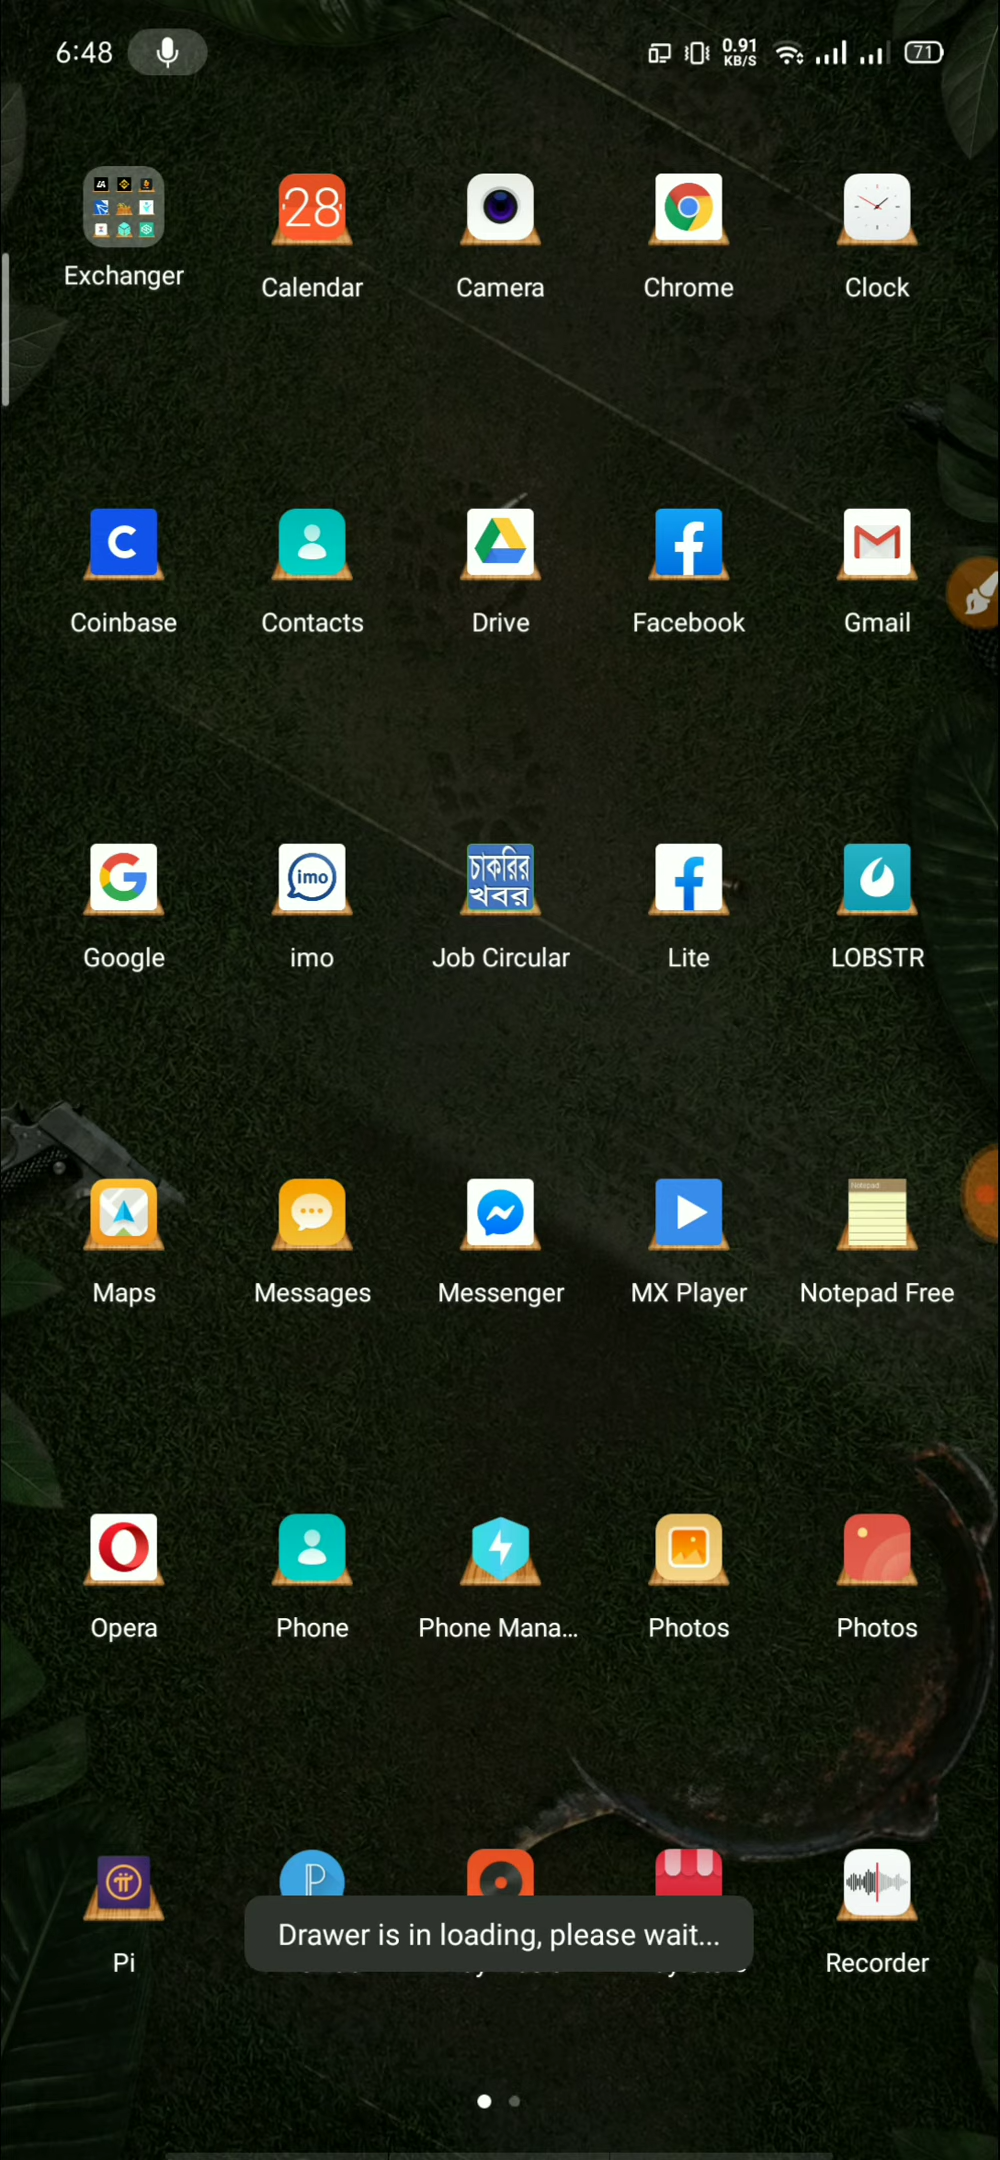 6:48
0.91
KB/S
71
Exchanger
28
Calendar
Camera
Chrome
Clock
C
Coinbase
Contacts
Drive
Facebook
Gmail
Google
imo
imo
চাকরির
খবর
Job Circular
Lite
LOBSTR
Maps
Messages
Messenger
MX Player
Notepad
Notepad Free
Opera
Phone
Phone Mana...
Photos
Photos
Drawer is in loading, please wait...
Pi
Recorder